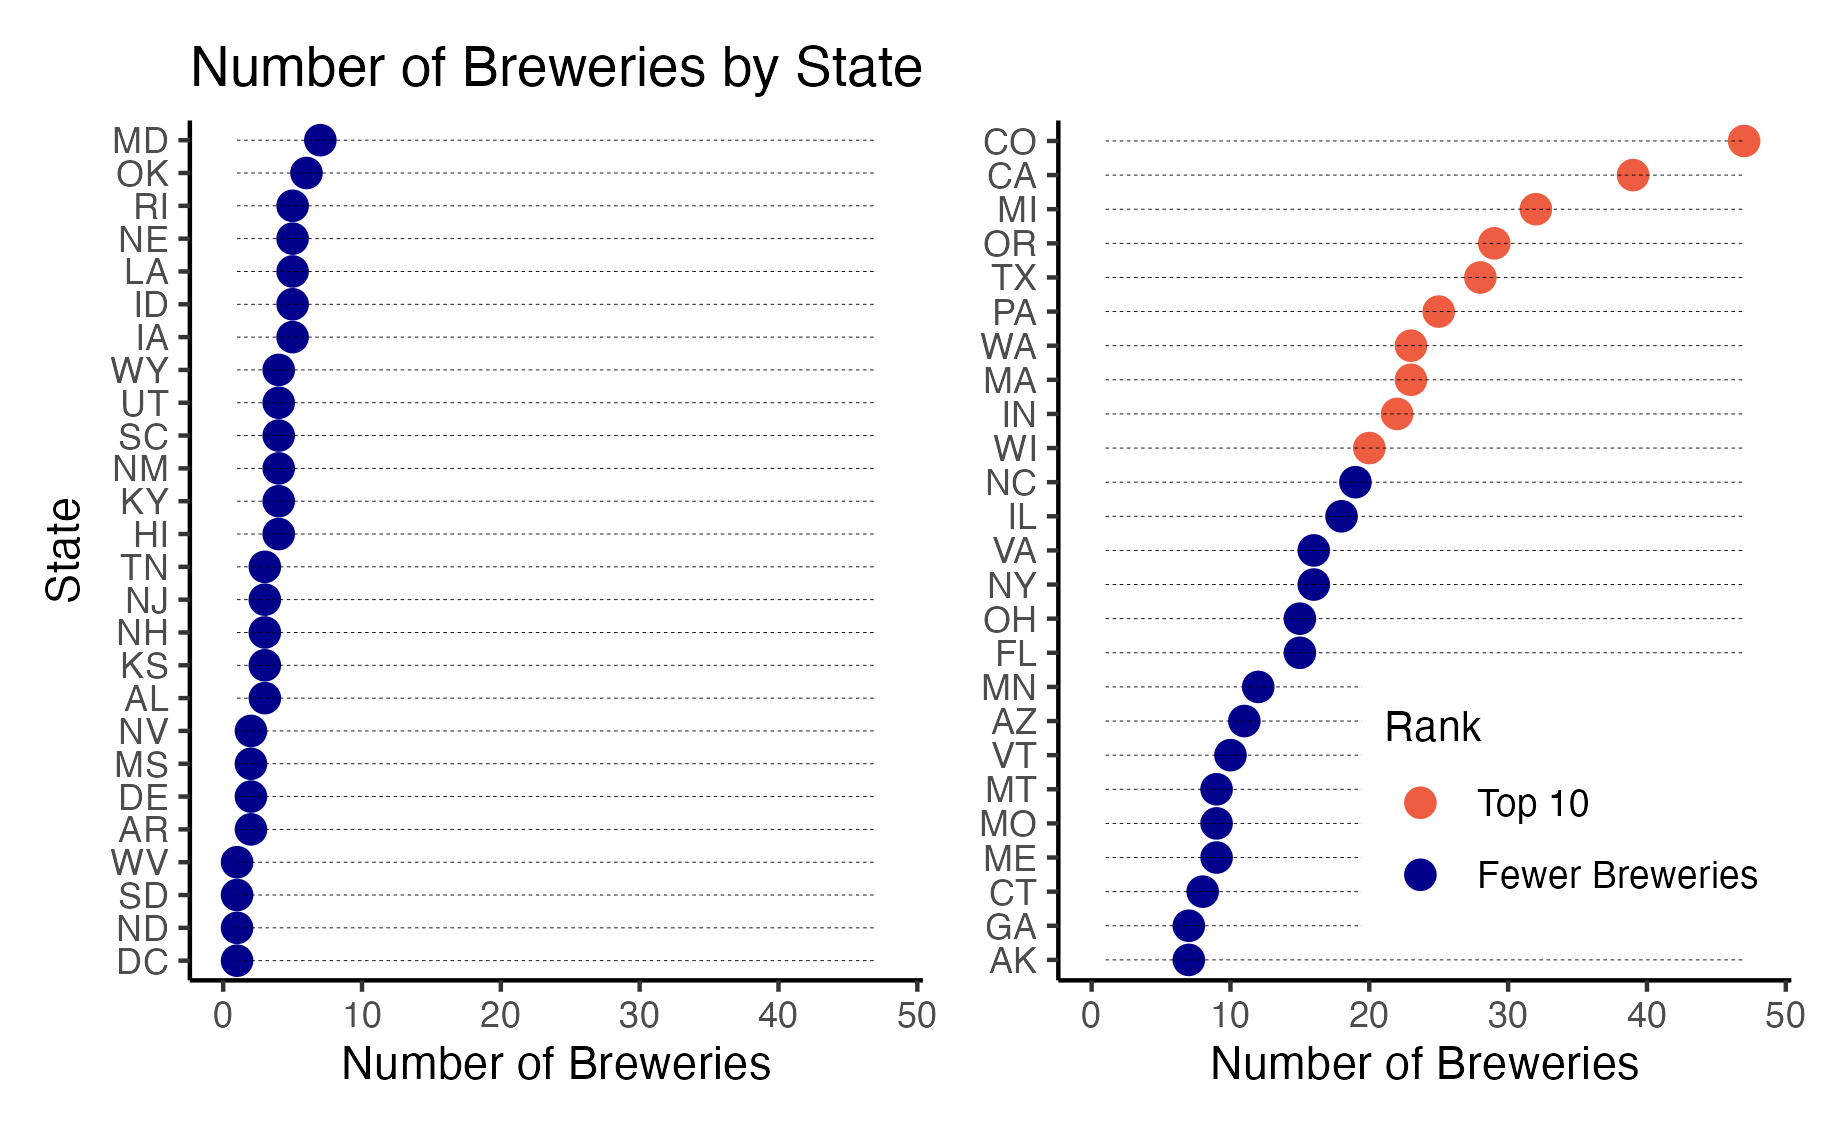 Number of Breweries by State
State
MD
OK
RI
NE
LA
ID
IA
WY
UT
SC
NM
KY
HI
TN
NJ
NH
KS
AL
NV
MS
DE
AR
WV
SD
ND
DC
0 10 20 30 40 50
Number of Breweries
CO
CA
MI
OR
TX
PA
WA
MA
IN
WI
NC
IL
VA
NY
OH
FL
MN
AZ
VT
MT
MO
ME
CT
GA
AK
Rank
Top 10
Fewer Breweries
0 10 20 30 40 50
Number of Breweries